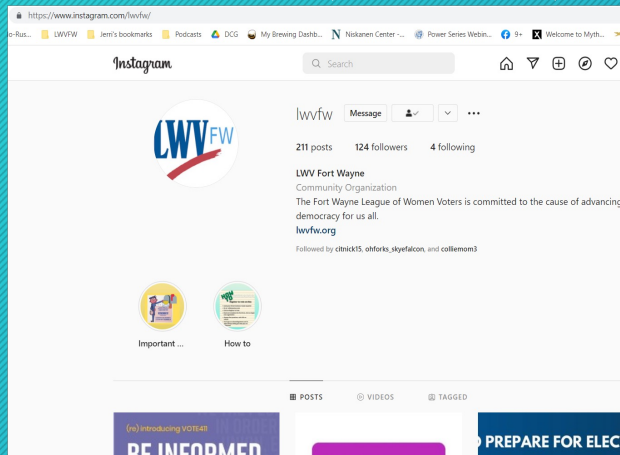 https://www.instagram.com/lwvfw/
o-Rus... LWVFW Jerri's bookmarks Podcasts DCG My Brewing Dashb... Niskanen Center -... Power Series Webin... 9+ Welcome to Myth...
Instagram Search
LWV FW
lwvfw Message
211 posts 124 followers 4 following
LWV Fort Wayne
Community Organization
The Fort Wayne League of Women Voters is committed to the cause of advancing
democracy for us all.
lwvfw.org
Followed by citnick15, ohforks_skyefalcon, and colliemom3
HOW TO
Important ... How to
POSTS VIDEOS TAGGED
(re) introducing VOTE411
BE INFORMED
PREPARE FOR ELEC